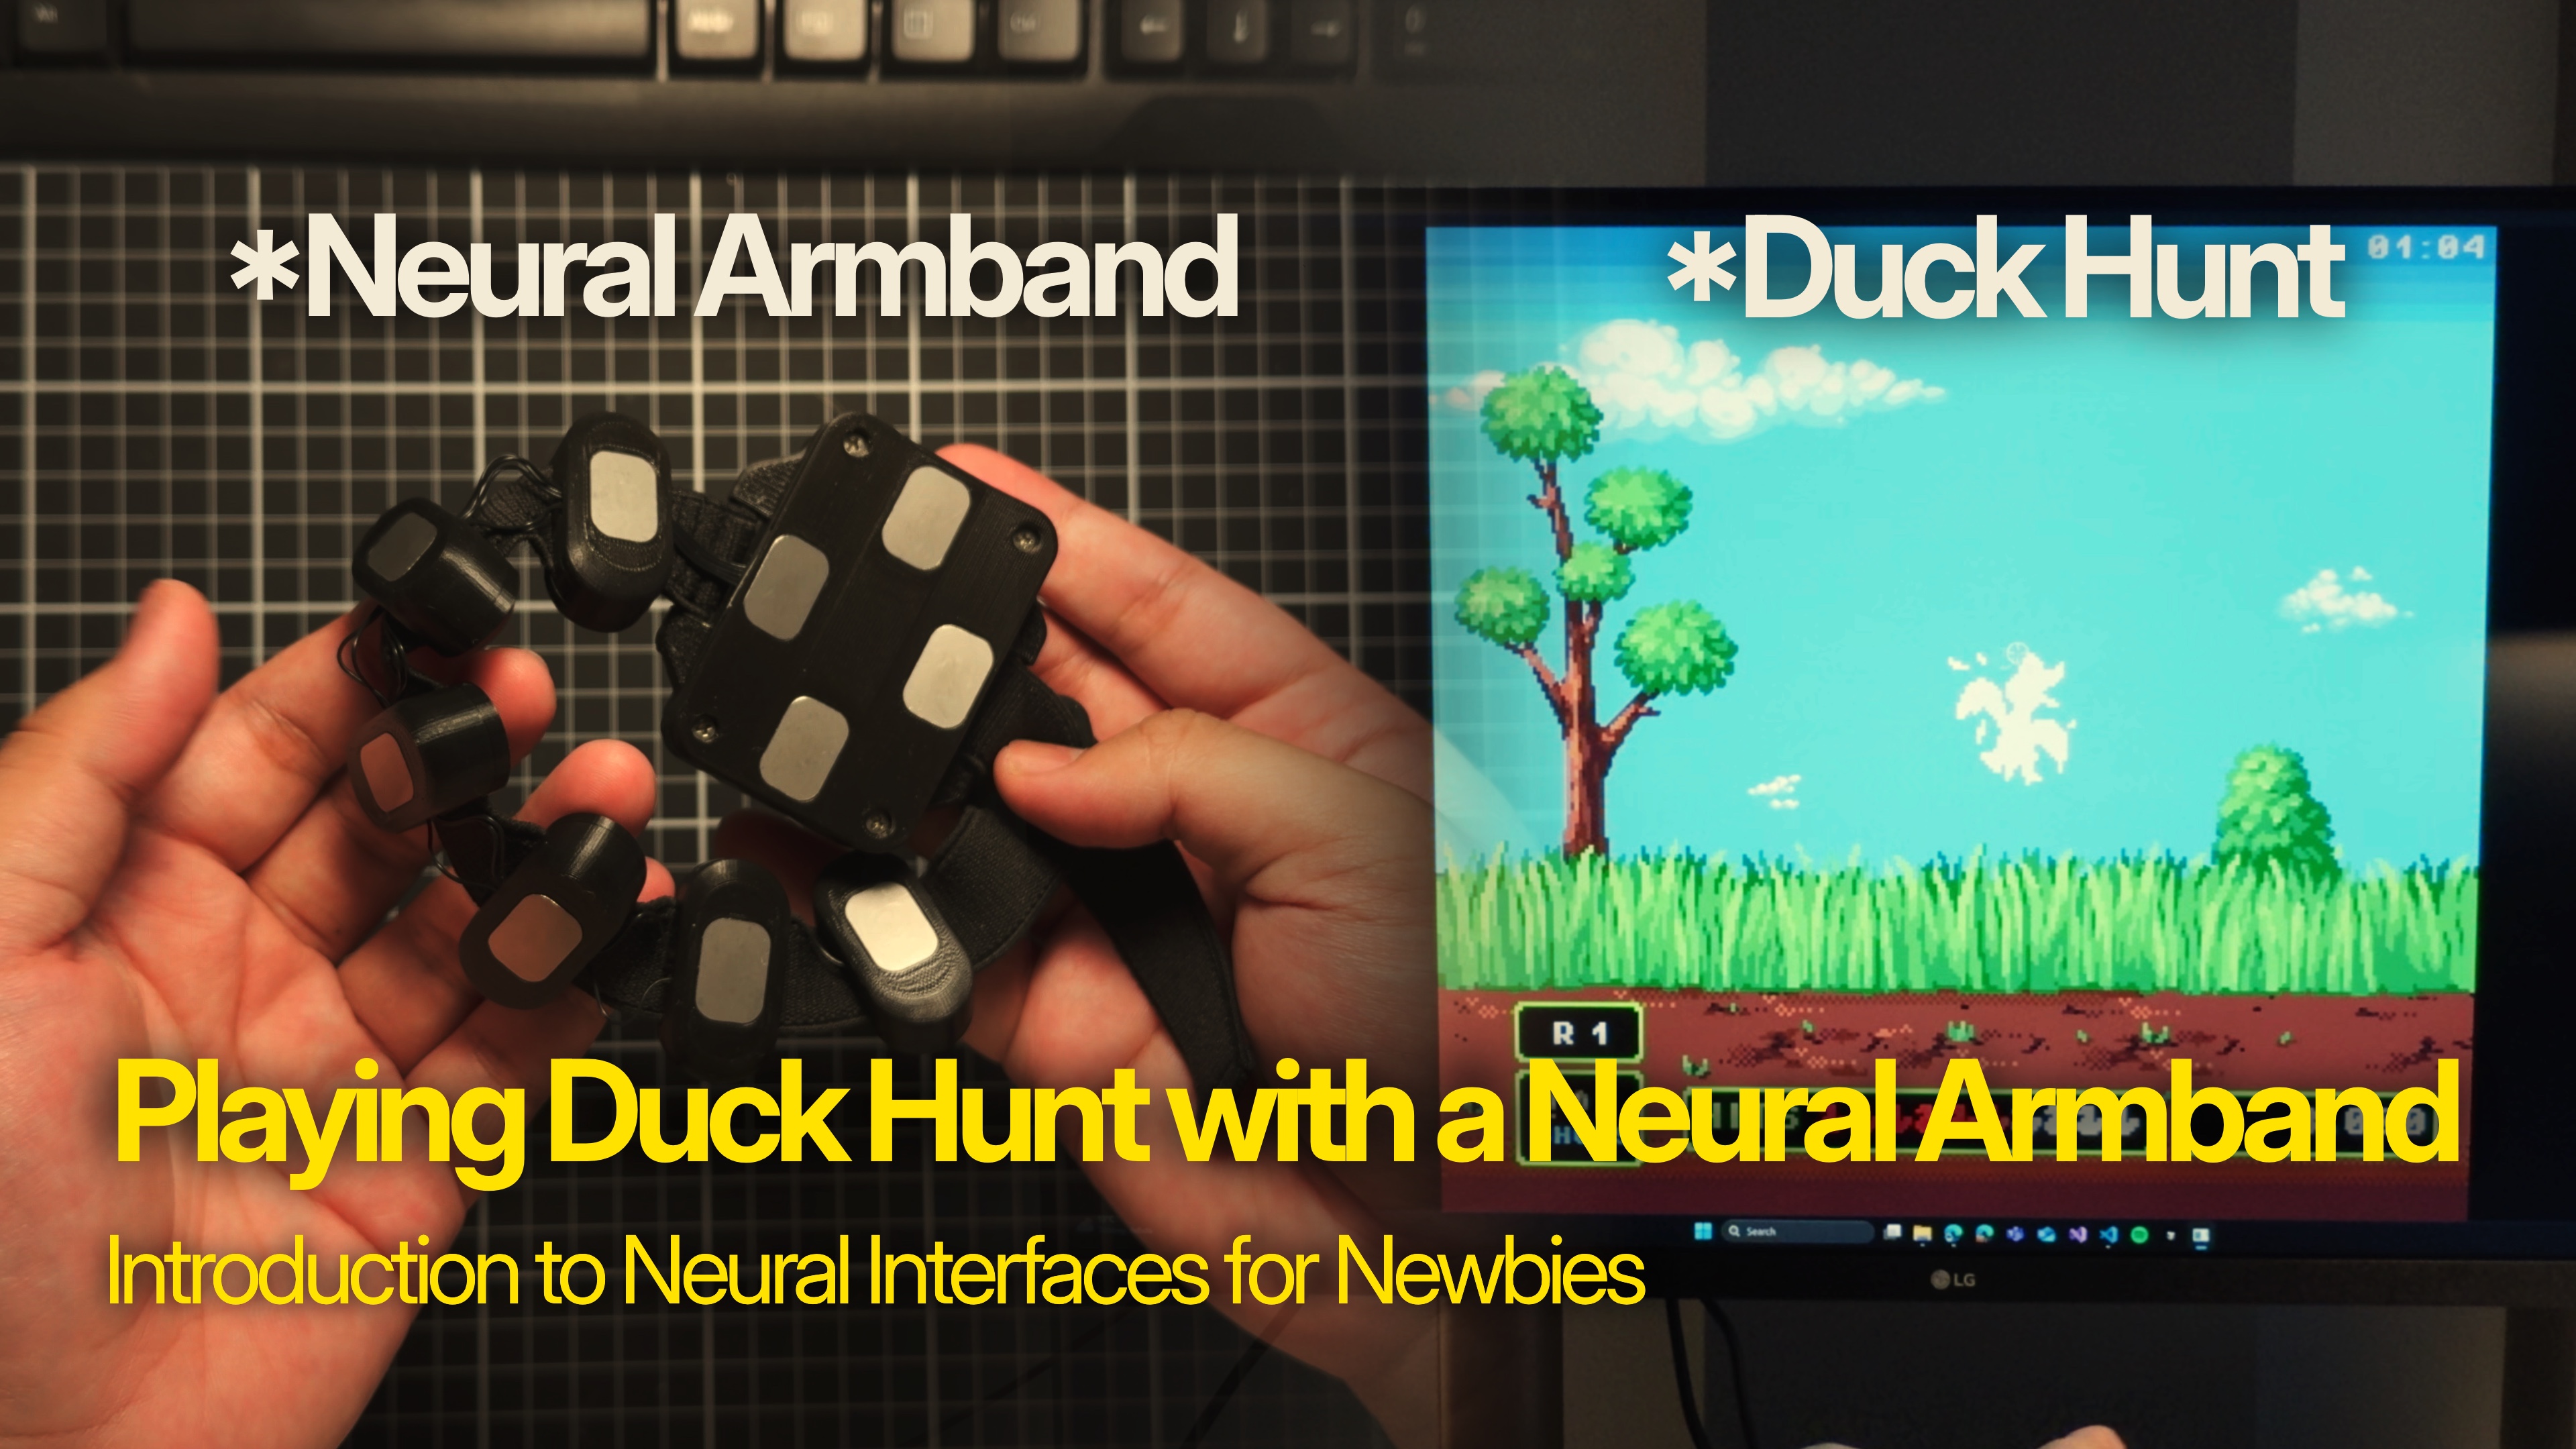 *Neural Armband
*Duck Hunt
01:04
R 1
Playing Duck Hunt with a Neural Armband
Introduction to Neural Interfaces for Newbies
Search
LG